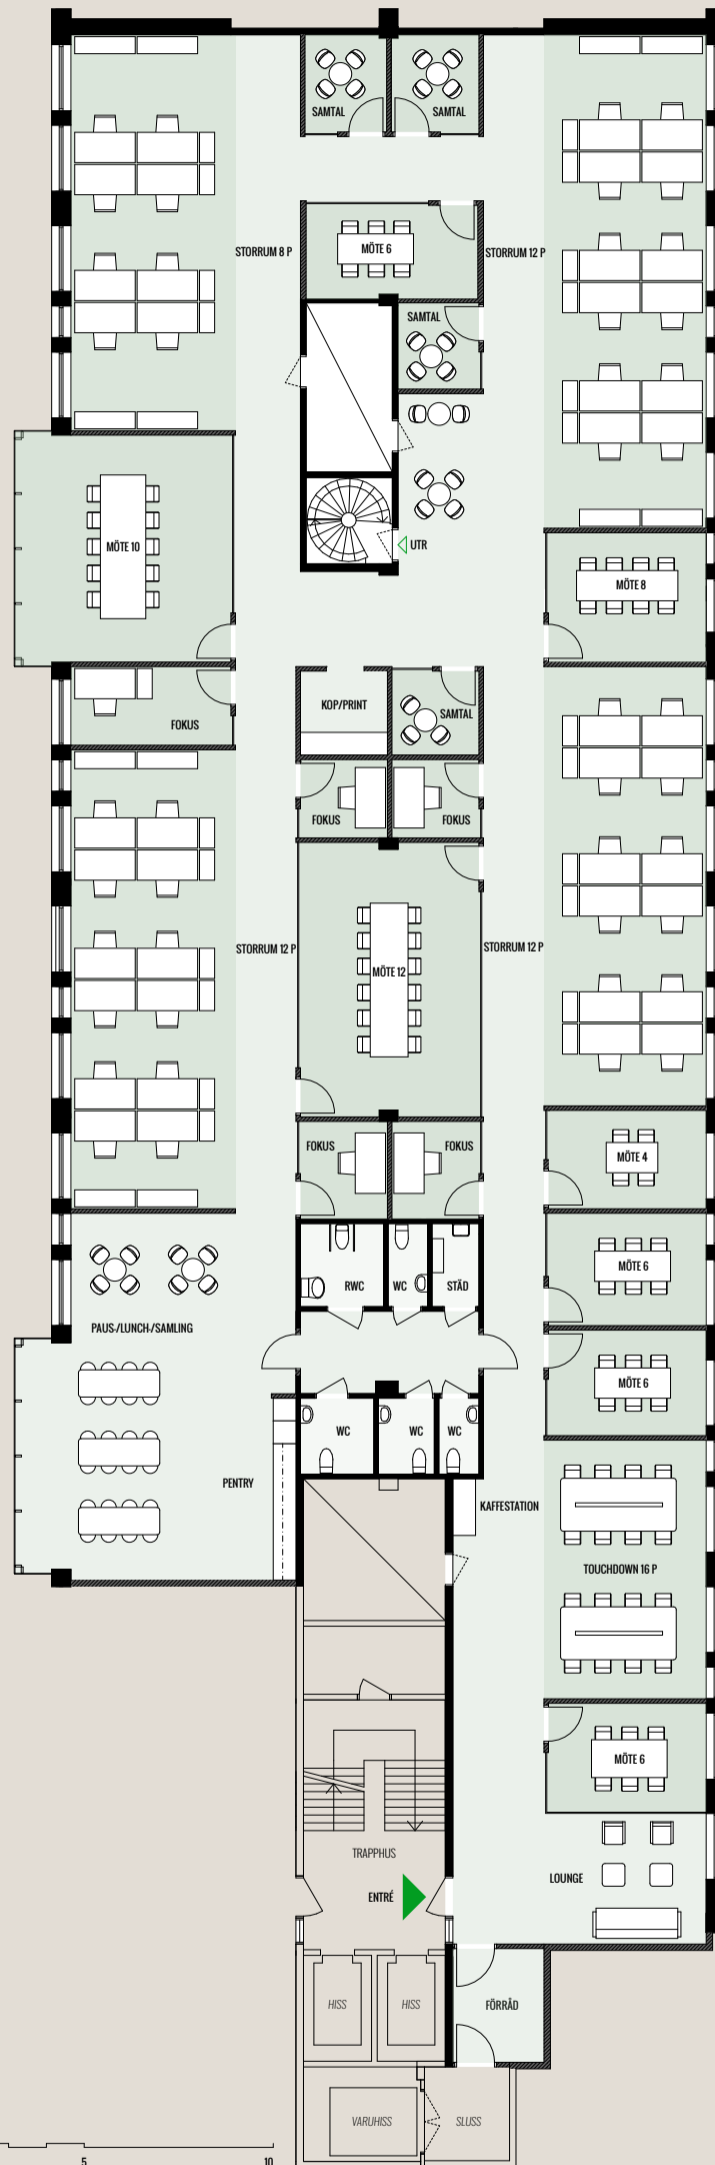 SAMTAL
SAMTAL
STORRUM 8 P
MÖTE 6
STORRUM 12 P
SAMTAL
MÖTE 10
UTR
MÖTE 8
FOKUS
KOP/PRINT
SAMTAL
FOKUS
FOKUS
STORRUM 12 P
MÖTE 12
STORRUM 12 P
FOKUS
FOKUS
MÖTE 4
RWC
WC
STÄD
MÖTE 6
PAUS-/LUNCH-/SAMLING
MÖTE 6
WC
WC
WC
PENTRY
KAFFESTATION
TOUCHDOWN 16 P
MÖTE 6
TRAPPHUS
LOUNGE
ENTRÉ
HISS
HISS
FÖRRÅD
VARUHISS
SLUSS
5
10